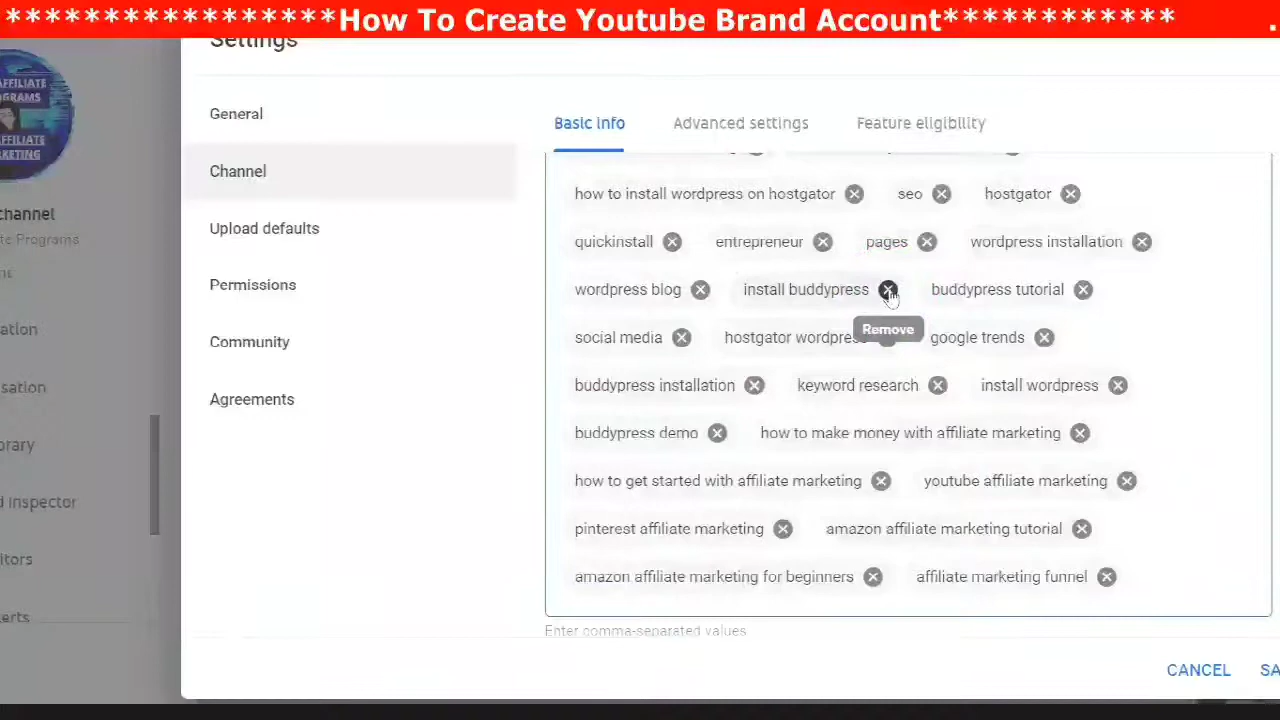 *****************How To Create Youtube Brand Account************ .
Settings
AFFILIATE
AFFILIATE
MARKETING
channel
General
Channel
Upload defaults
Permissions
Community
Agreements
Basic info Advanced settings Feature eligibility
how to install wordpress on hostgator seo hostgator
quickinstall entrepreneur pages wordpress installation
wordpress blog install buddypress buddypress tutorial
Remove
social media hostgator wordpress google trends
buddypress installation keyword research install wordpress
buddypress demo how to make money with affiliate marketing
how to get started with affiliate marketing youtube affiliate marketing
pinterest affiliate marketing amazon affiliate marketing tutorial
amazon affiliate marketing for beginners affiliate marketing funnel
Enter comma-separated values
CANCEL SA